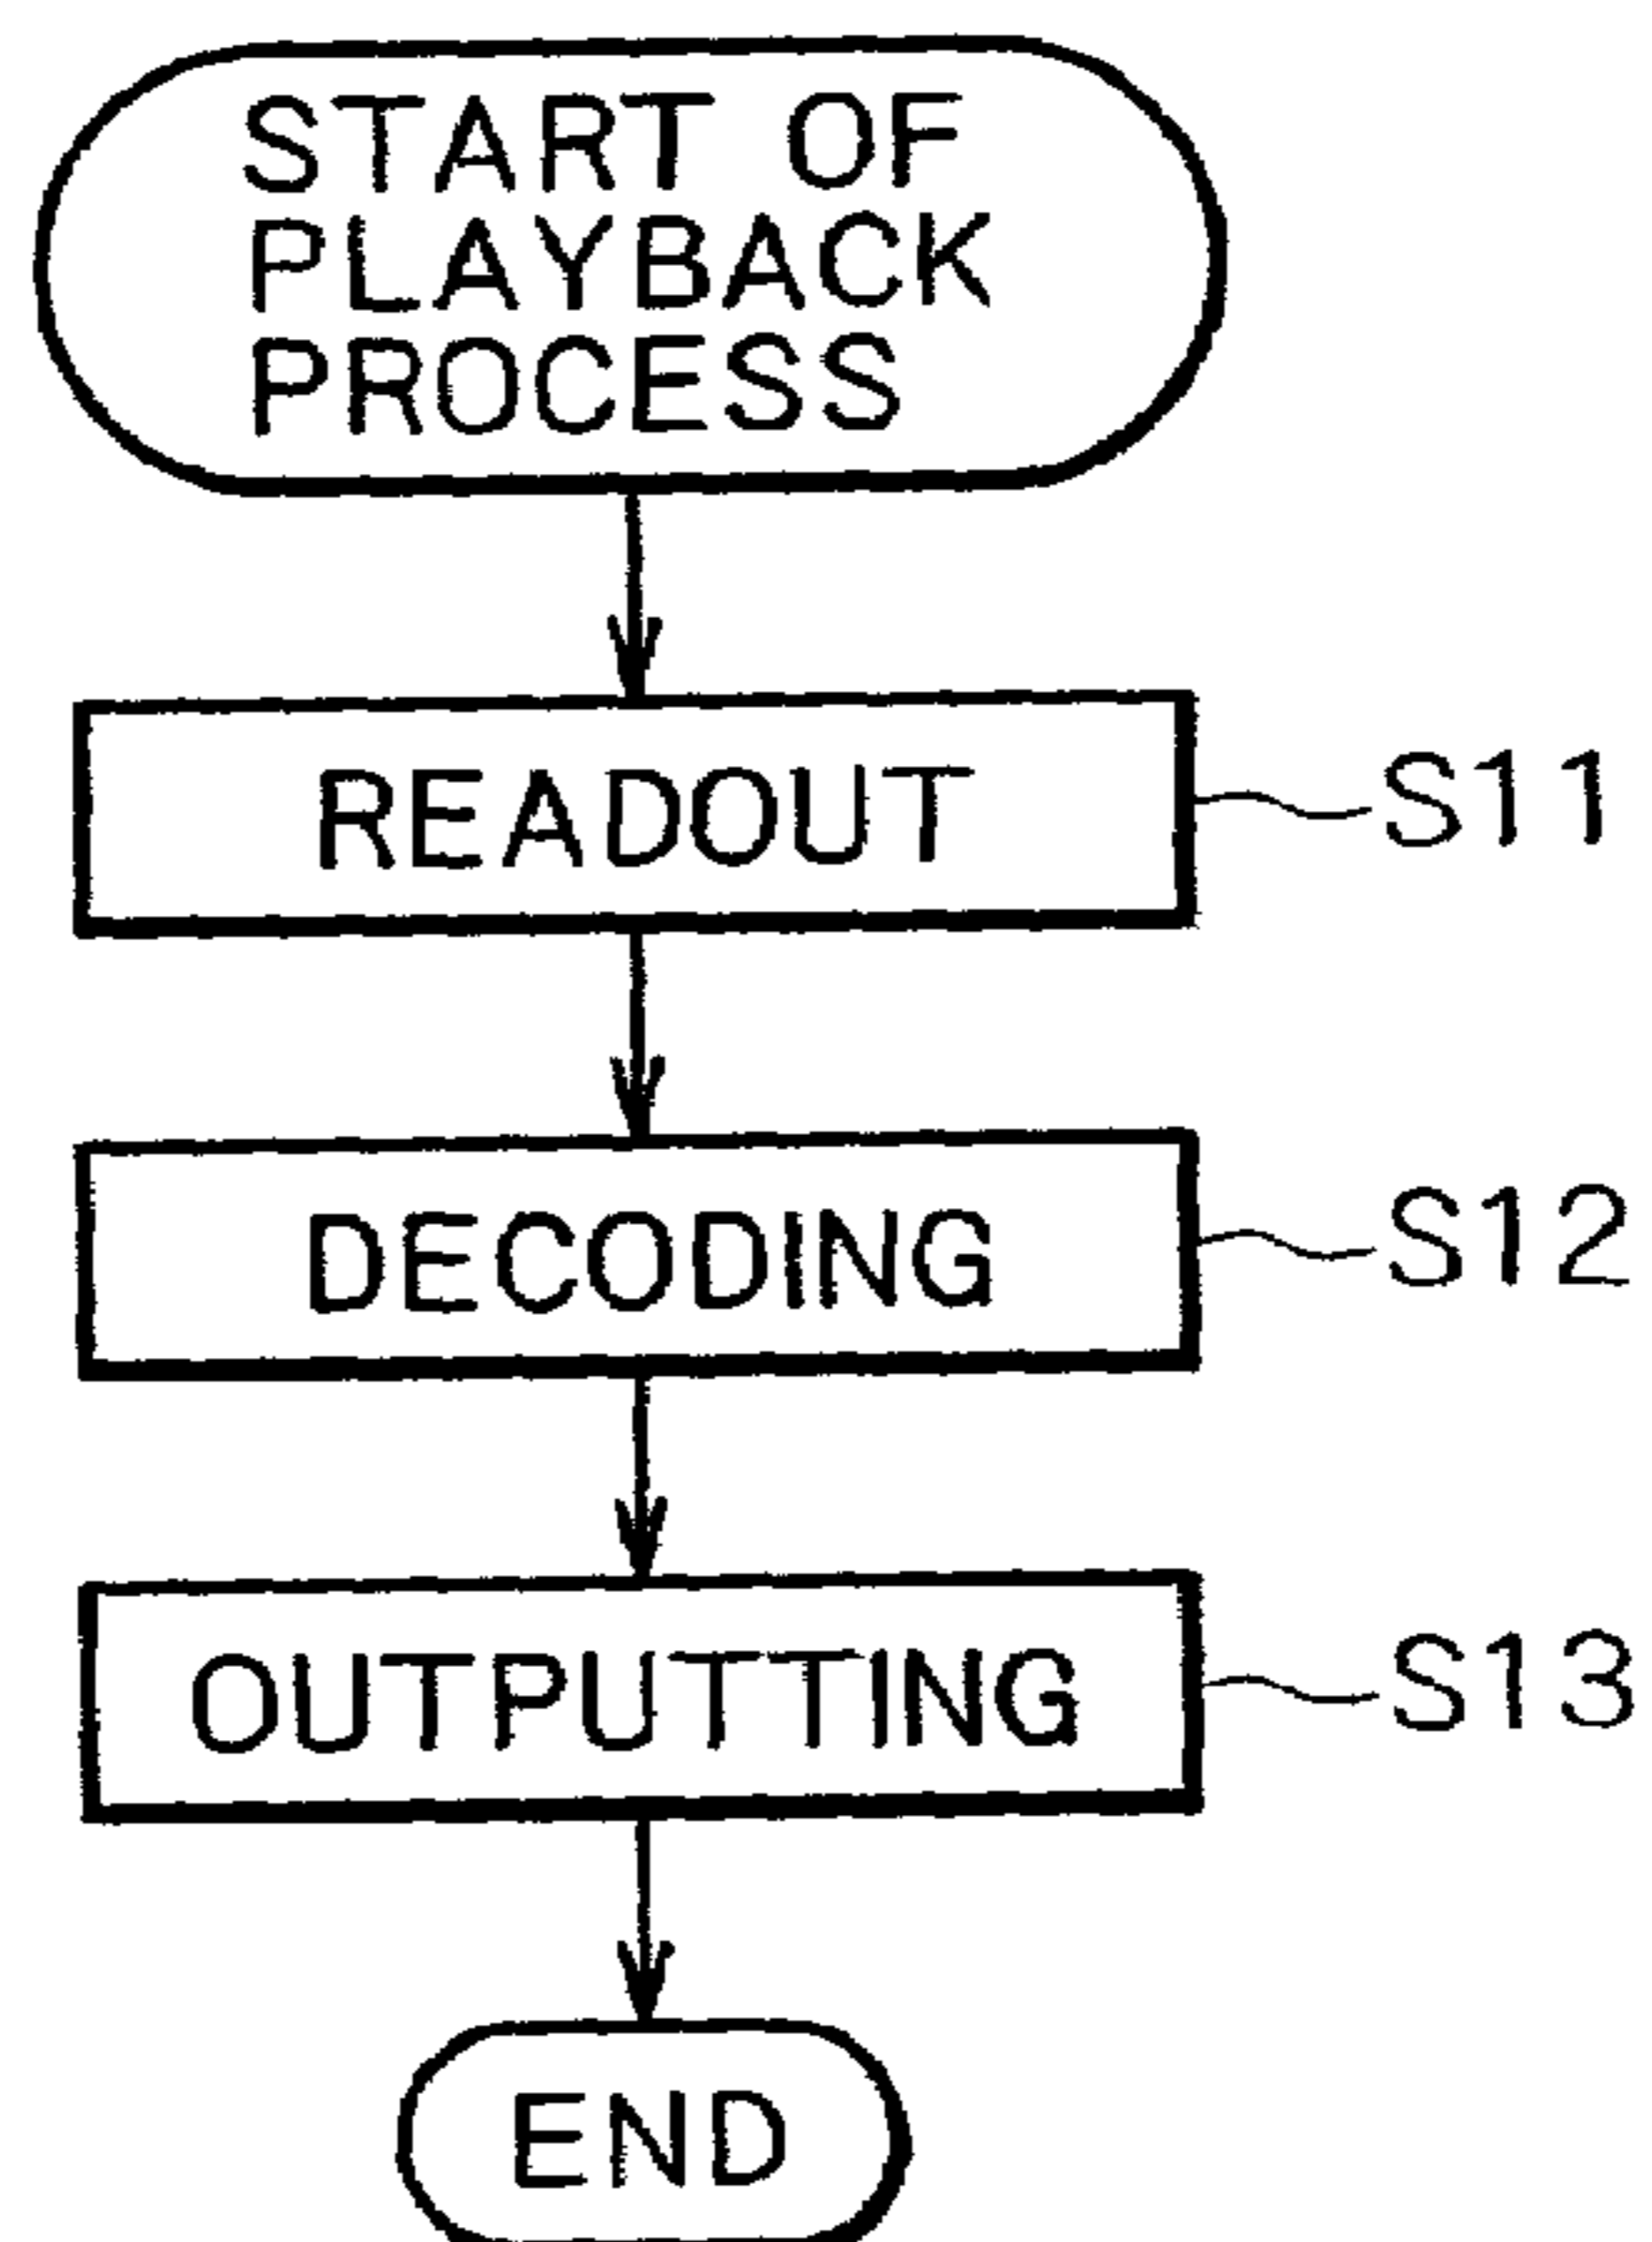 START OF
PLAYBACK
PROCESS
READOUT
S11
DECODING
S12
OUTPUTTING
S13
END